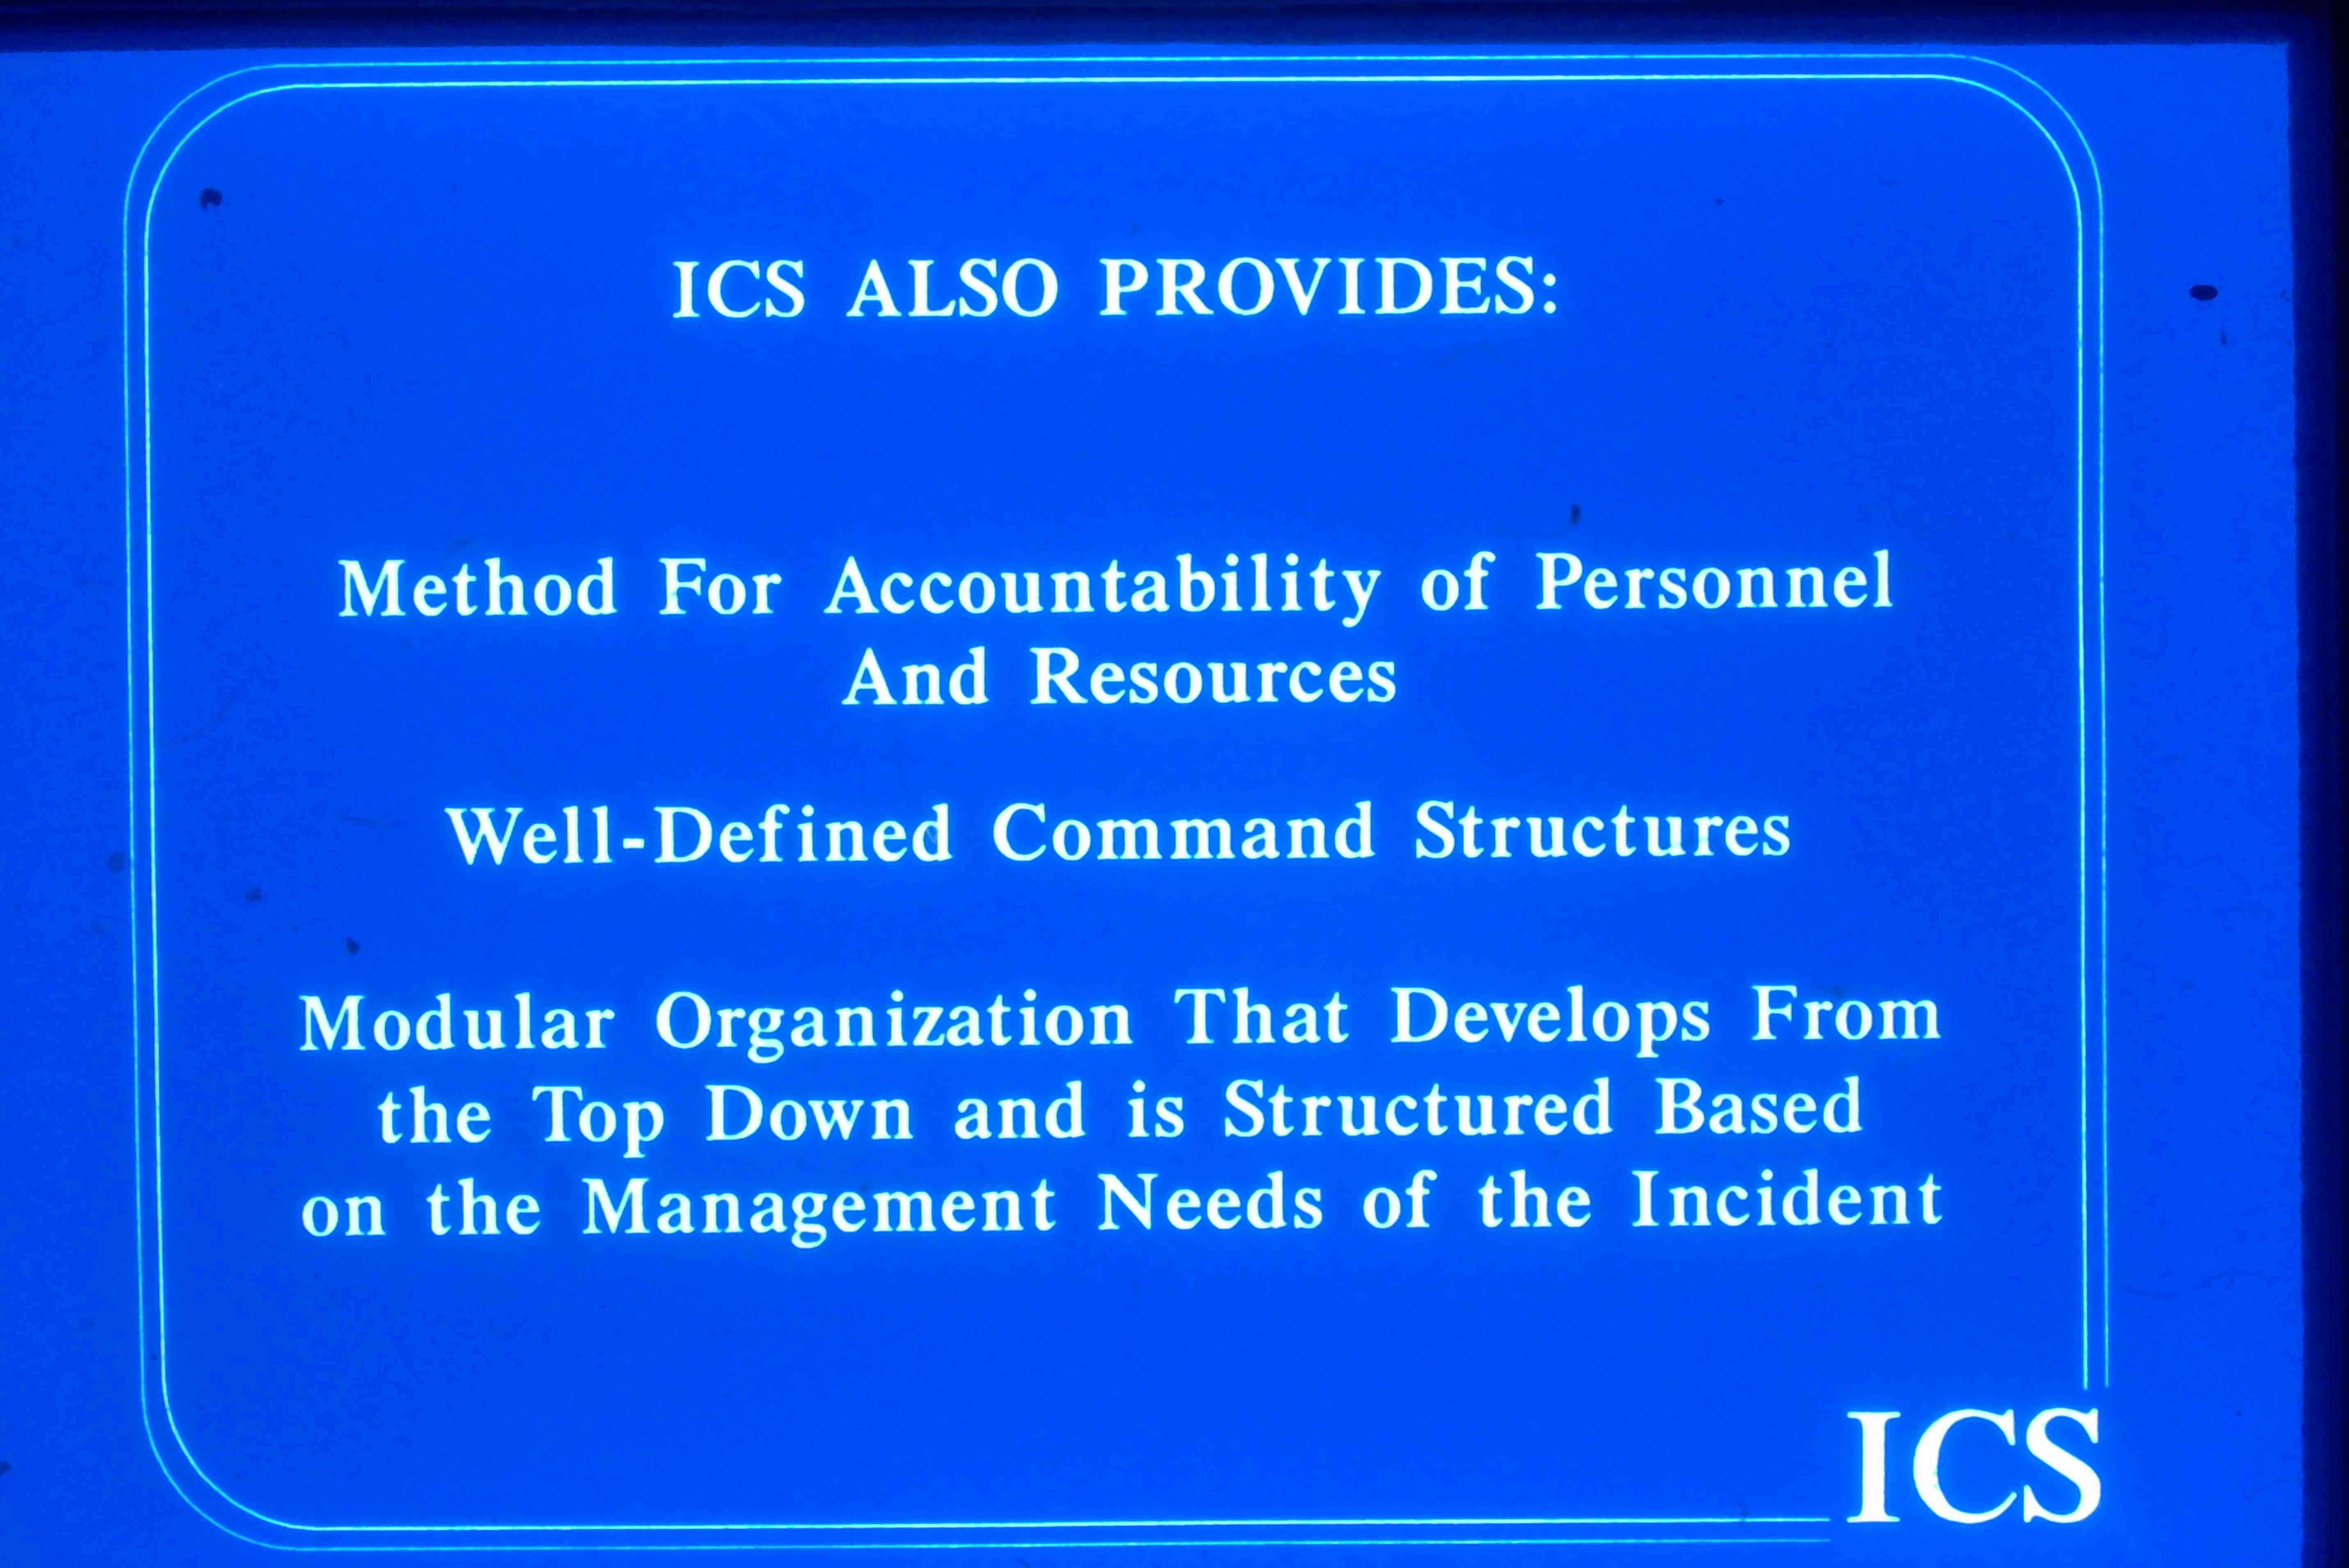 ICS ALSO PROVIDES:
Method For Accountability of Personnel
And Resources
Well-Defined Command Structures
Modular Organization That Develops From
the Top Down and is Structured Based
on the Management Needs of the Incident
ICS